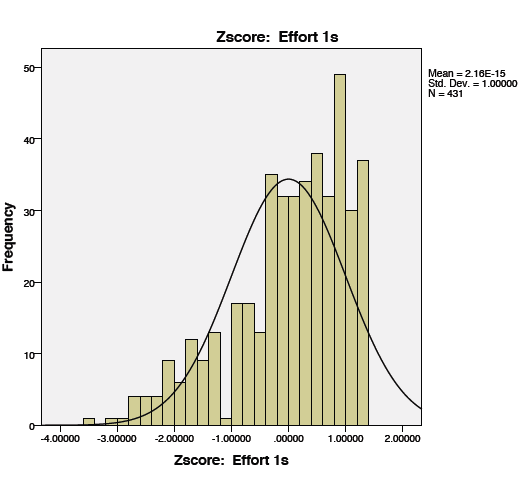 Zscore:  Effort 1s
Mean = 2.16E-15
Std. Dev. = 1.00000
N = 431
50
40
30
20
10
0
Frequency
-4.00000 -3.00000 -2.00000 -1.00000 .00000 1.00000 2.00000
Zscore:  Effort 1s